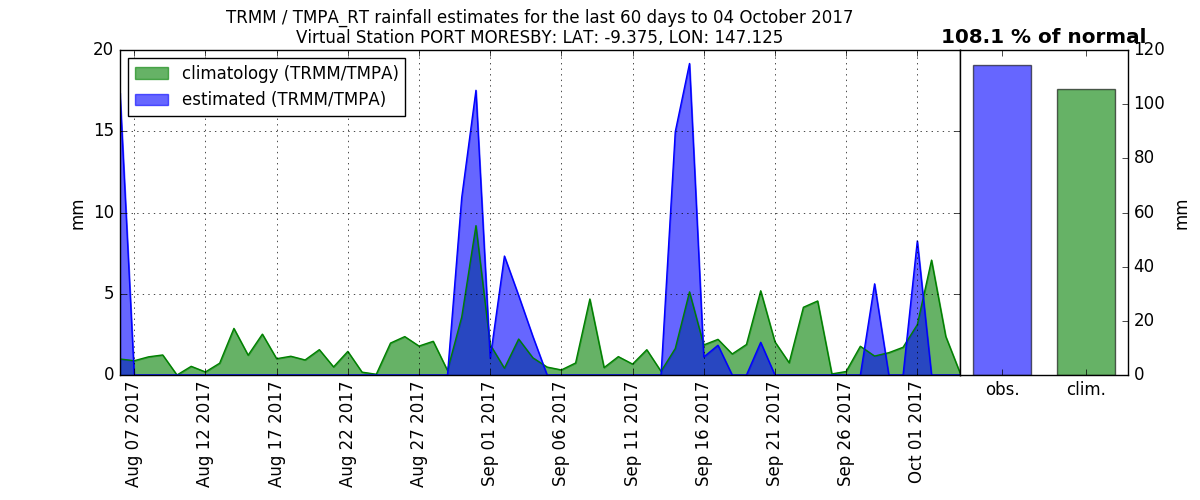 TRMM / TMPA_RT rainfall estimates for the last 60 days to 04 October 2017
Virtual Station PORT MORESBY: LAT: -9.375, LON: 147.125
108.1 % of normal
climatology (TRMM/TMPA)
estimated (TRMM/TMPA)
20
15
10
5
0
mm
120
100
80
60
40
20
0
mm
Aug 07 2017
Aug 12 2017
Aug 17 2017
Aug 22 2017
Aug 27 2017
Sep 01 2017
Sep 06 2017
Sep 11 2017
Sep 16 2017
Sep 21 2017
Sep 26 2017
Oct 01 2017
obs.
clim.